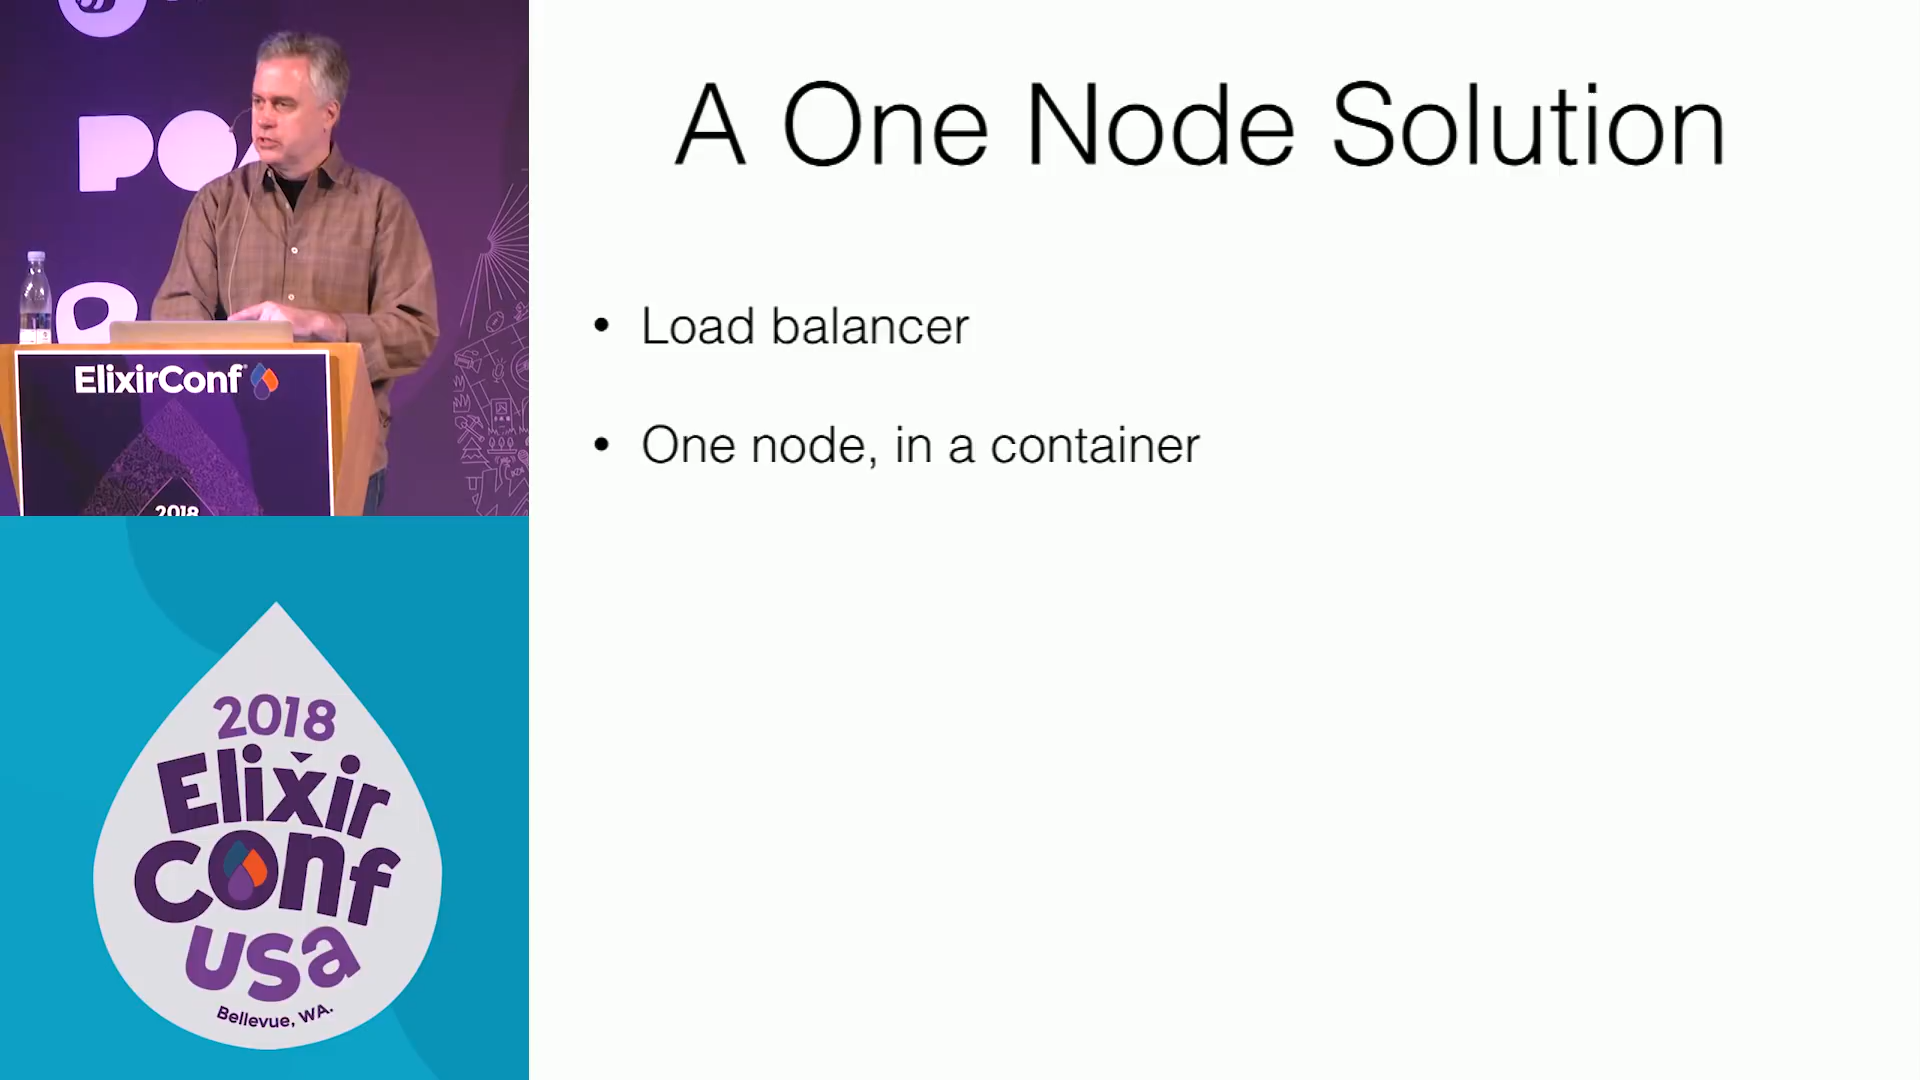 A One Node Solution
• Load balancer
• One node, in a container
ElixirConf
2018
2018
Elixir
Conf
USA
Bellevue, WA.